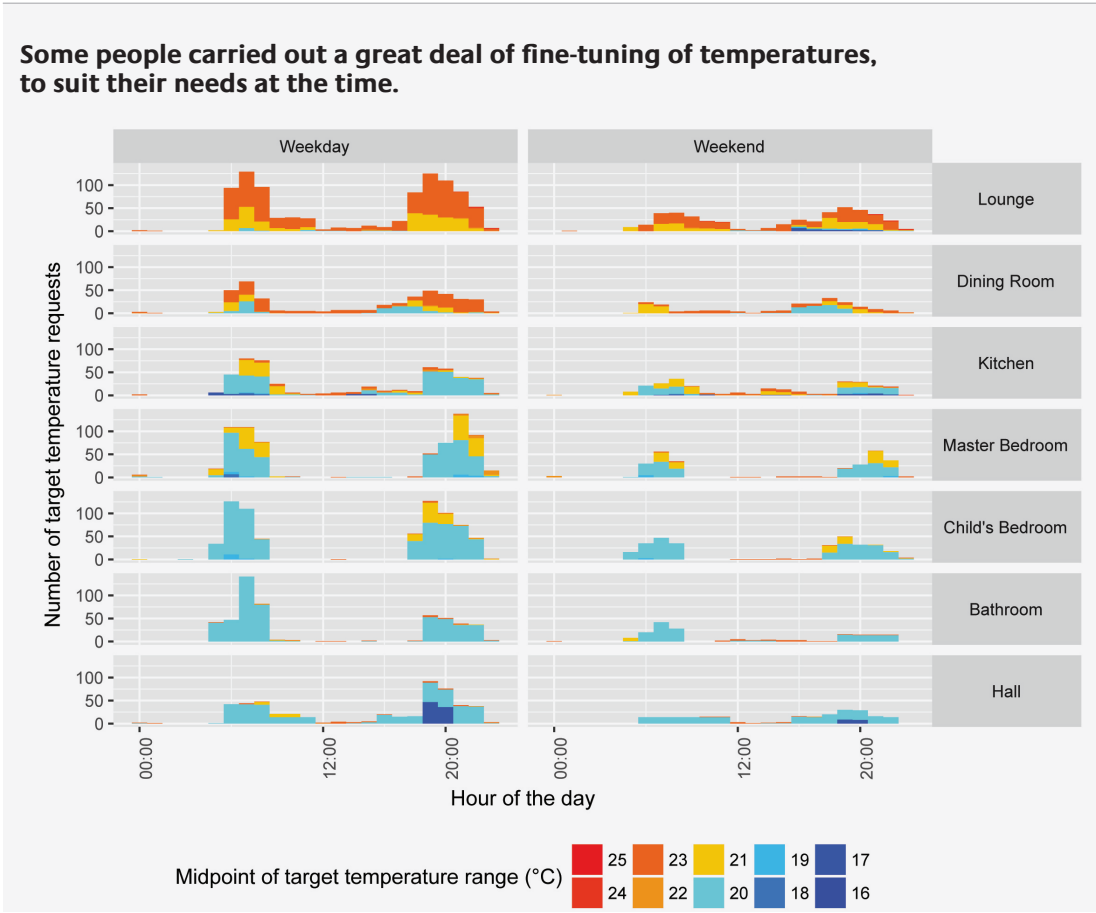 Some people carried out a great deal of fine-tuning of temperatures,
to suit their needs at the time.
Weekday
Weekend
100
50
0
Lounge
100
50
0
Dining Room
100
50
0
Kitchen
100
50
0
Master Bedroom
100
50
0
Child's Bedroom
100
50
0
Bathroom
100
50
0
Hall
Number of target temperature requests
00:00
12:00
20:00
00:00
12:00
20:00
Hour of the day
Midpoint of target temperature range (°C)
25 23 21 19 17
24 22 20 18 16